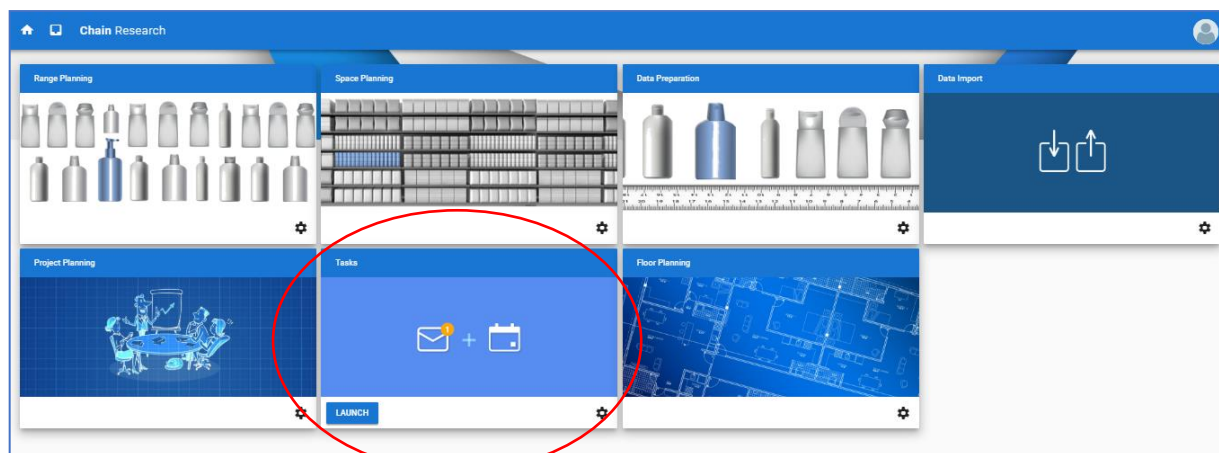 Chain Research
Range Planning
Space Planning
Data Preparation
Data Import
Project Planning
Tasks
Floor Planning
1
LAUNCH